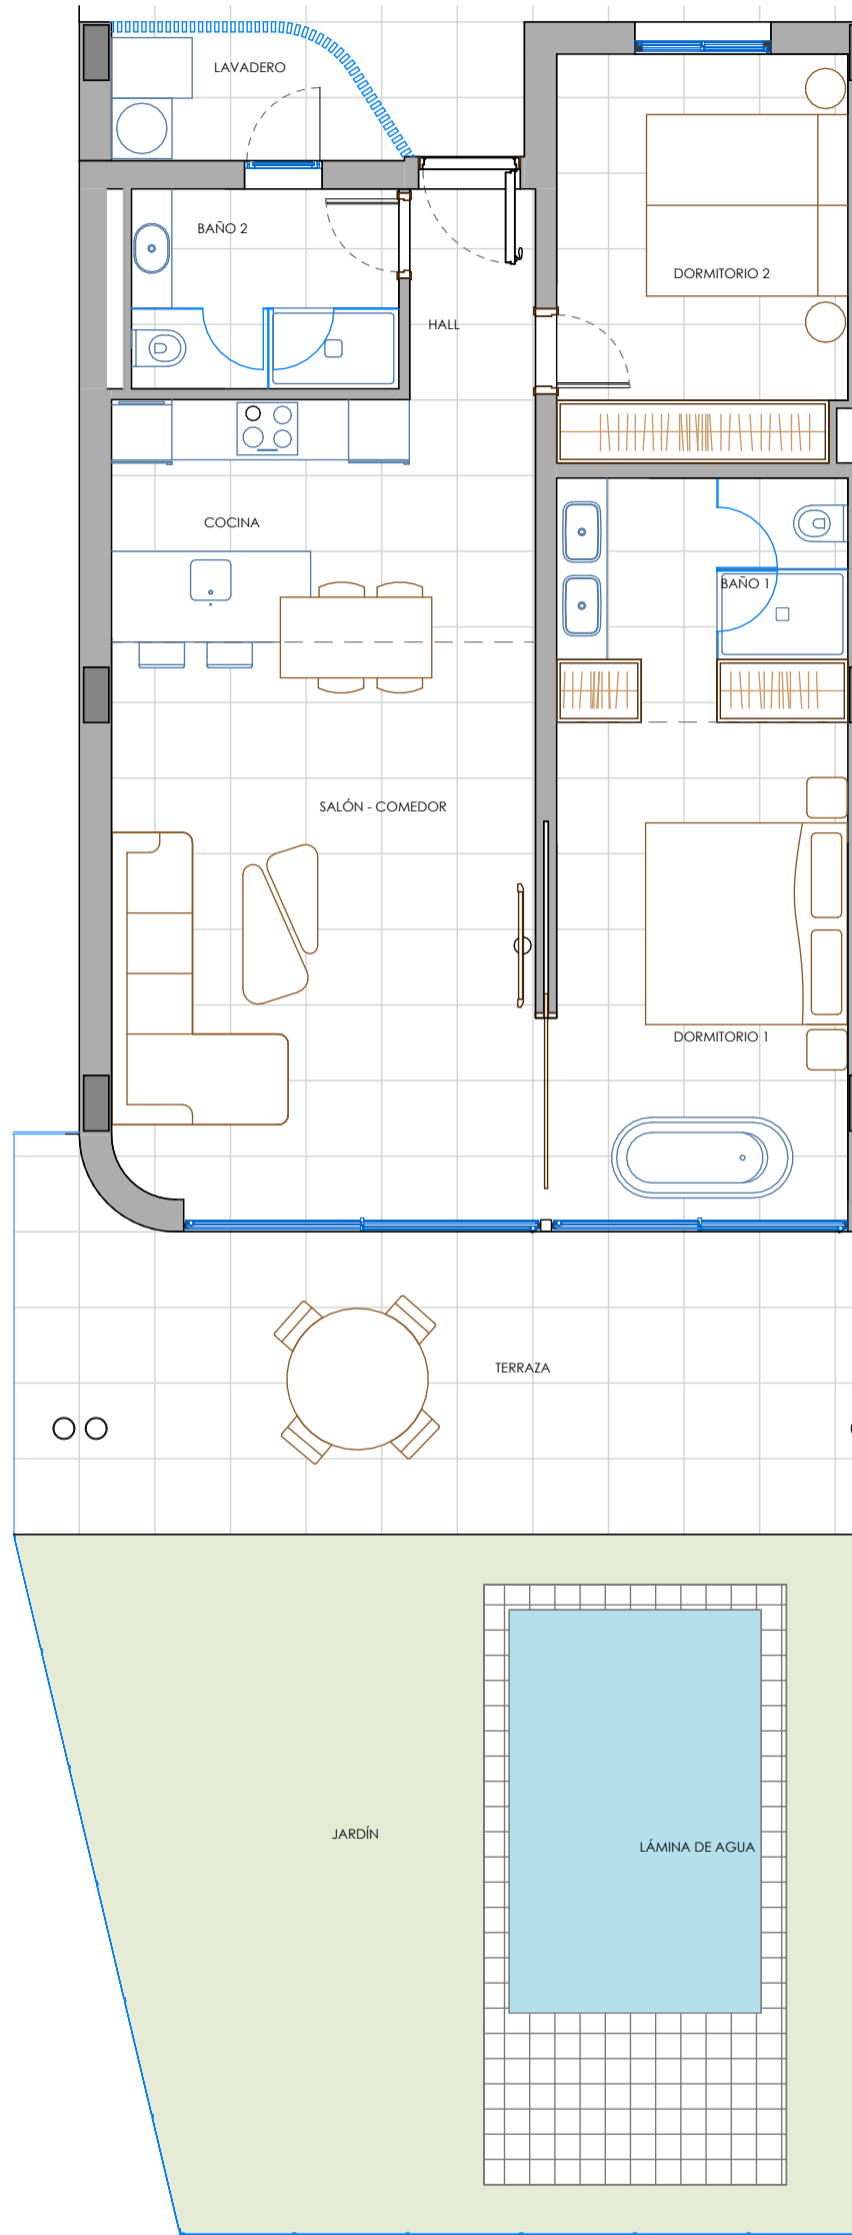 LAVADERO
BAÑO 2
DORMITORIO 2
HALL
COCINA
BAÑO 1
SALÓN - COMEDOR
DORMITORIO 1
TERRAZA
JARDÍN
LÁMINA DE AGUA